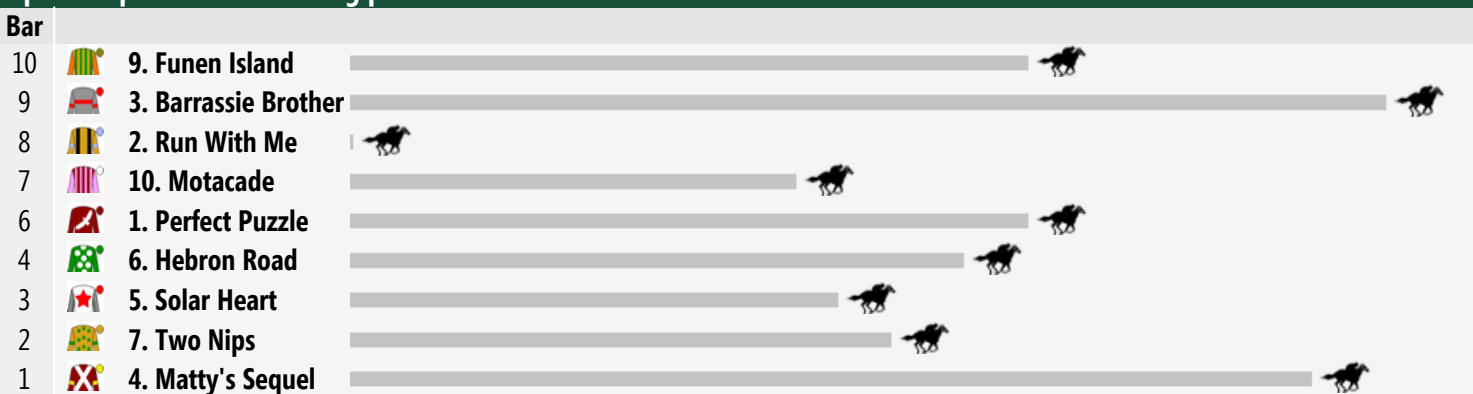 Bar
10 9. Funen Island
9 3. Barrassie Brother
8 2. Run With Me
7 10. Motacade
6 1. Perfect Puzzle
4 6. Hebron Road
3 5. Solar Heart
2 7. Two Nips
1 4. Matty's Sequel